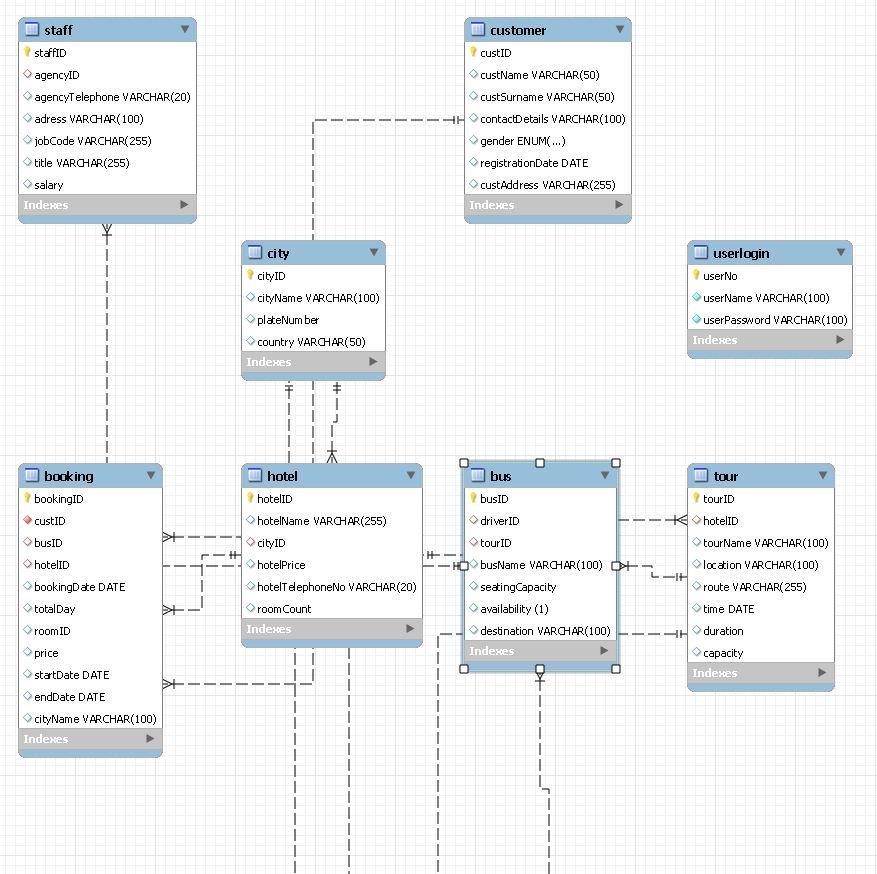 staff
staffID
agencyID
agencyTelephone VARCHAR(20)
adress VARCHAR(100)
jobCode VARCHAR(255)
title VARCHAR(255)
salary
Indexes
customer
custID
custName VARCHAR(50)
custSurname VARCHAR(50)
contactDetails VARCHAR(100)
gender ENUM(...)
registrationDate DATE
custAddress VARCHAR(255)
Indexes
city
cityID
cityName VARCHAR(100)
plateNumber
country VARCHAR(50)
Indexes
userlogin
userNo
userName VARCHAR(100)
userPassword VARCHAR(100)
Indexes
booking
bookingID
custID
busID
hotelID
bookingDate DATE
totalDay
roomID
price
startDate DATE
endDate DATE
cityName VARCHAR(100)
Indexes
hotel
hotelID
hotelName VARCHAR(255)
cityID
hotelPrice
hotelTelephoneNo VARCHAR(20)
roomCount
Indexes
bus
busID
driverID
tourID
busName VARCHAR(100)
seatingCapacity
availability (1)
destination VARCHAR(100)
Indexes
tour
tourID
hotelID
tourName VARCHAR(100)
location VARCHAR(100)
route VARCHAR(255)
time DATE
duration
capacity
Indexes